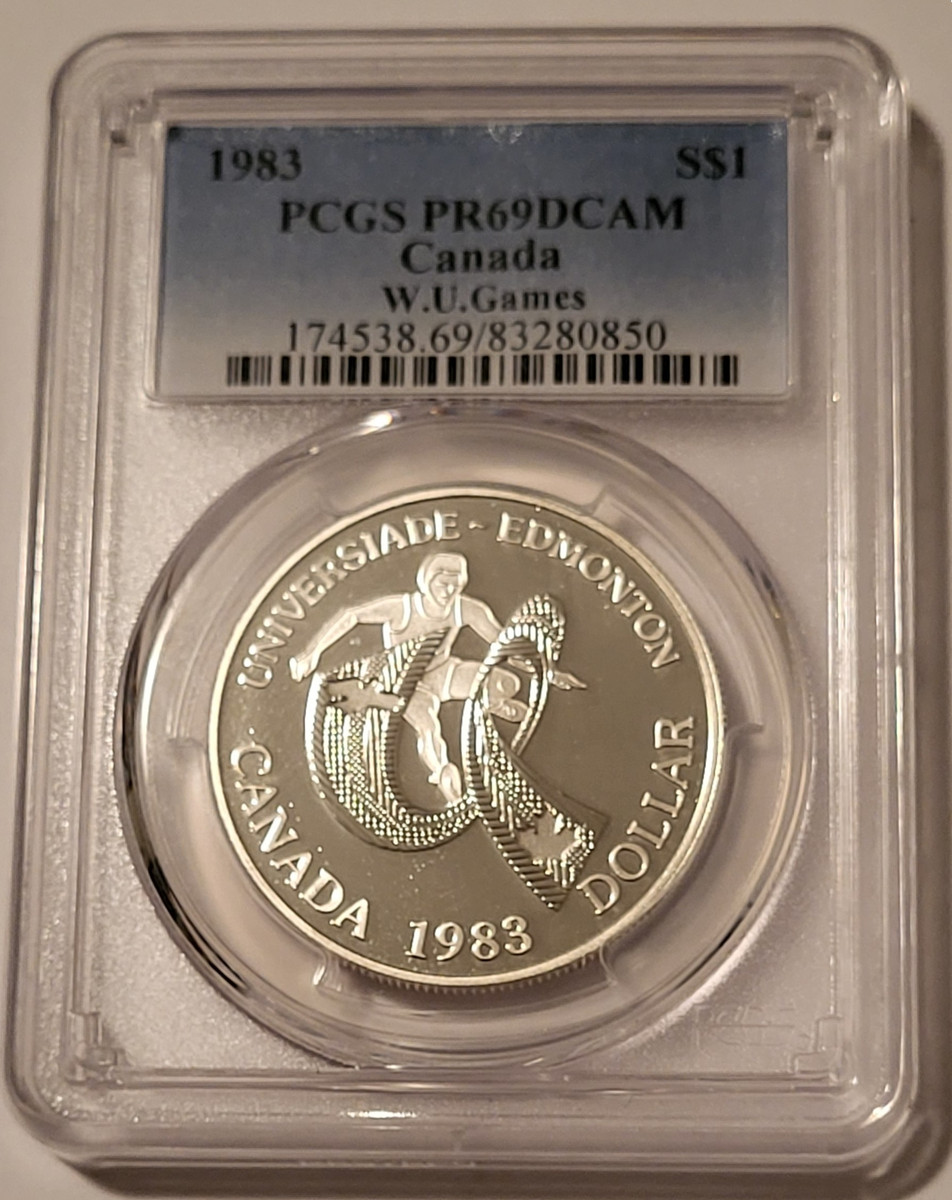 1983 S$1
PCGS PR69DCAM
Canada
W.U.Games
174538.69/83280850
UNIVERSIADE - EDMONTON
CANADA 1983 DOLLAR